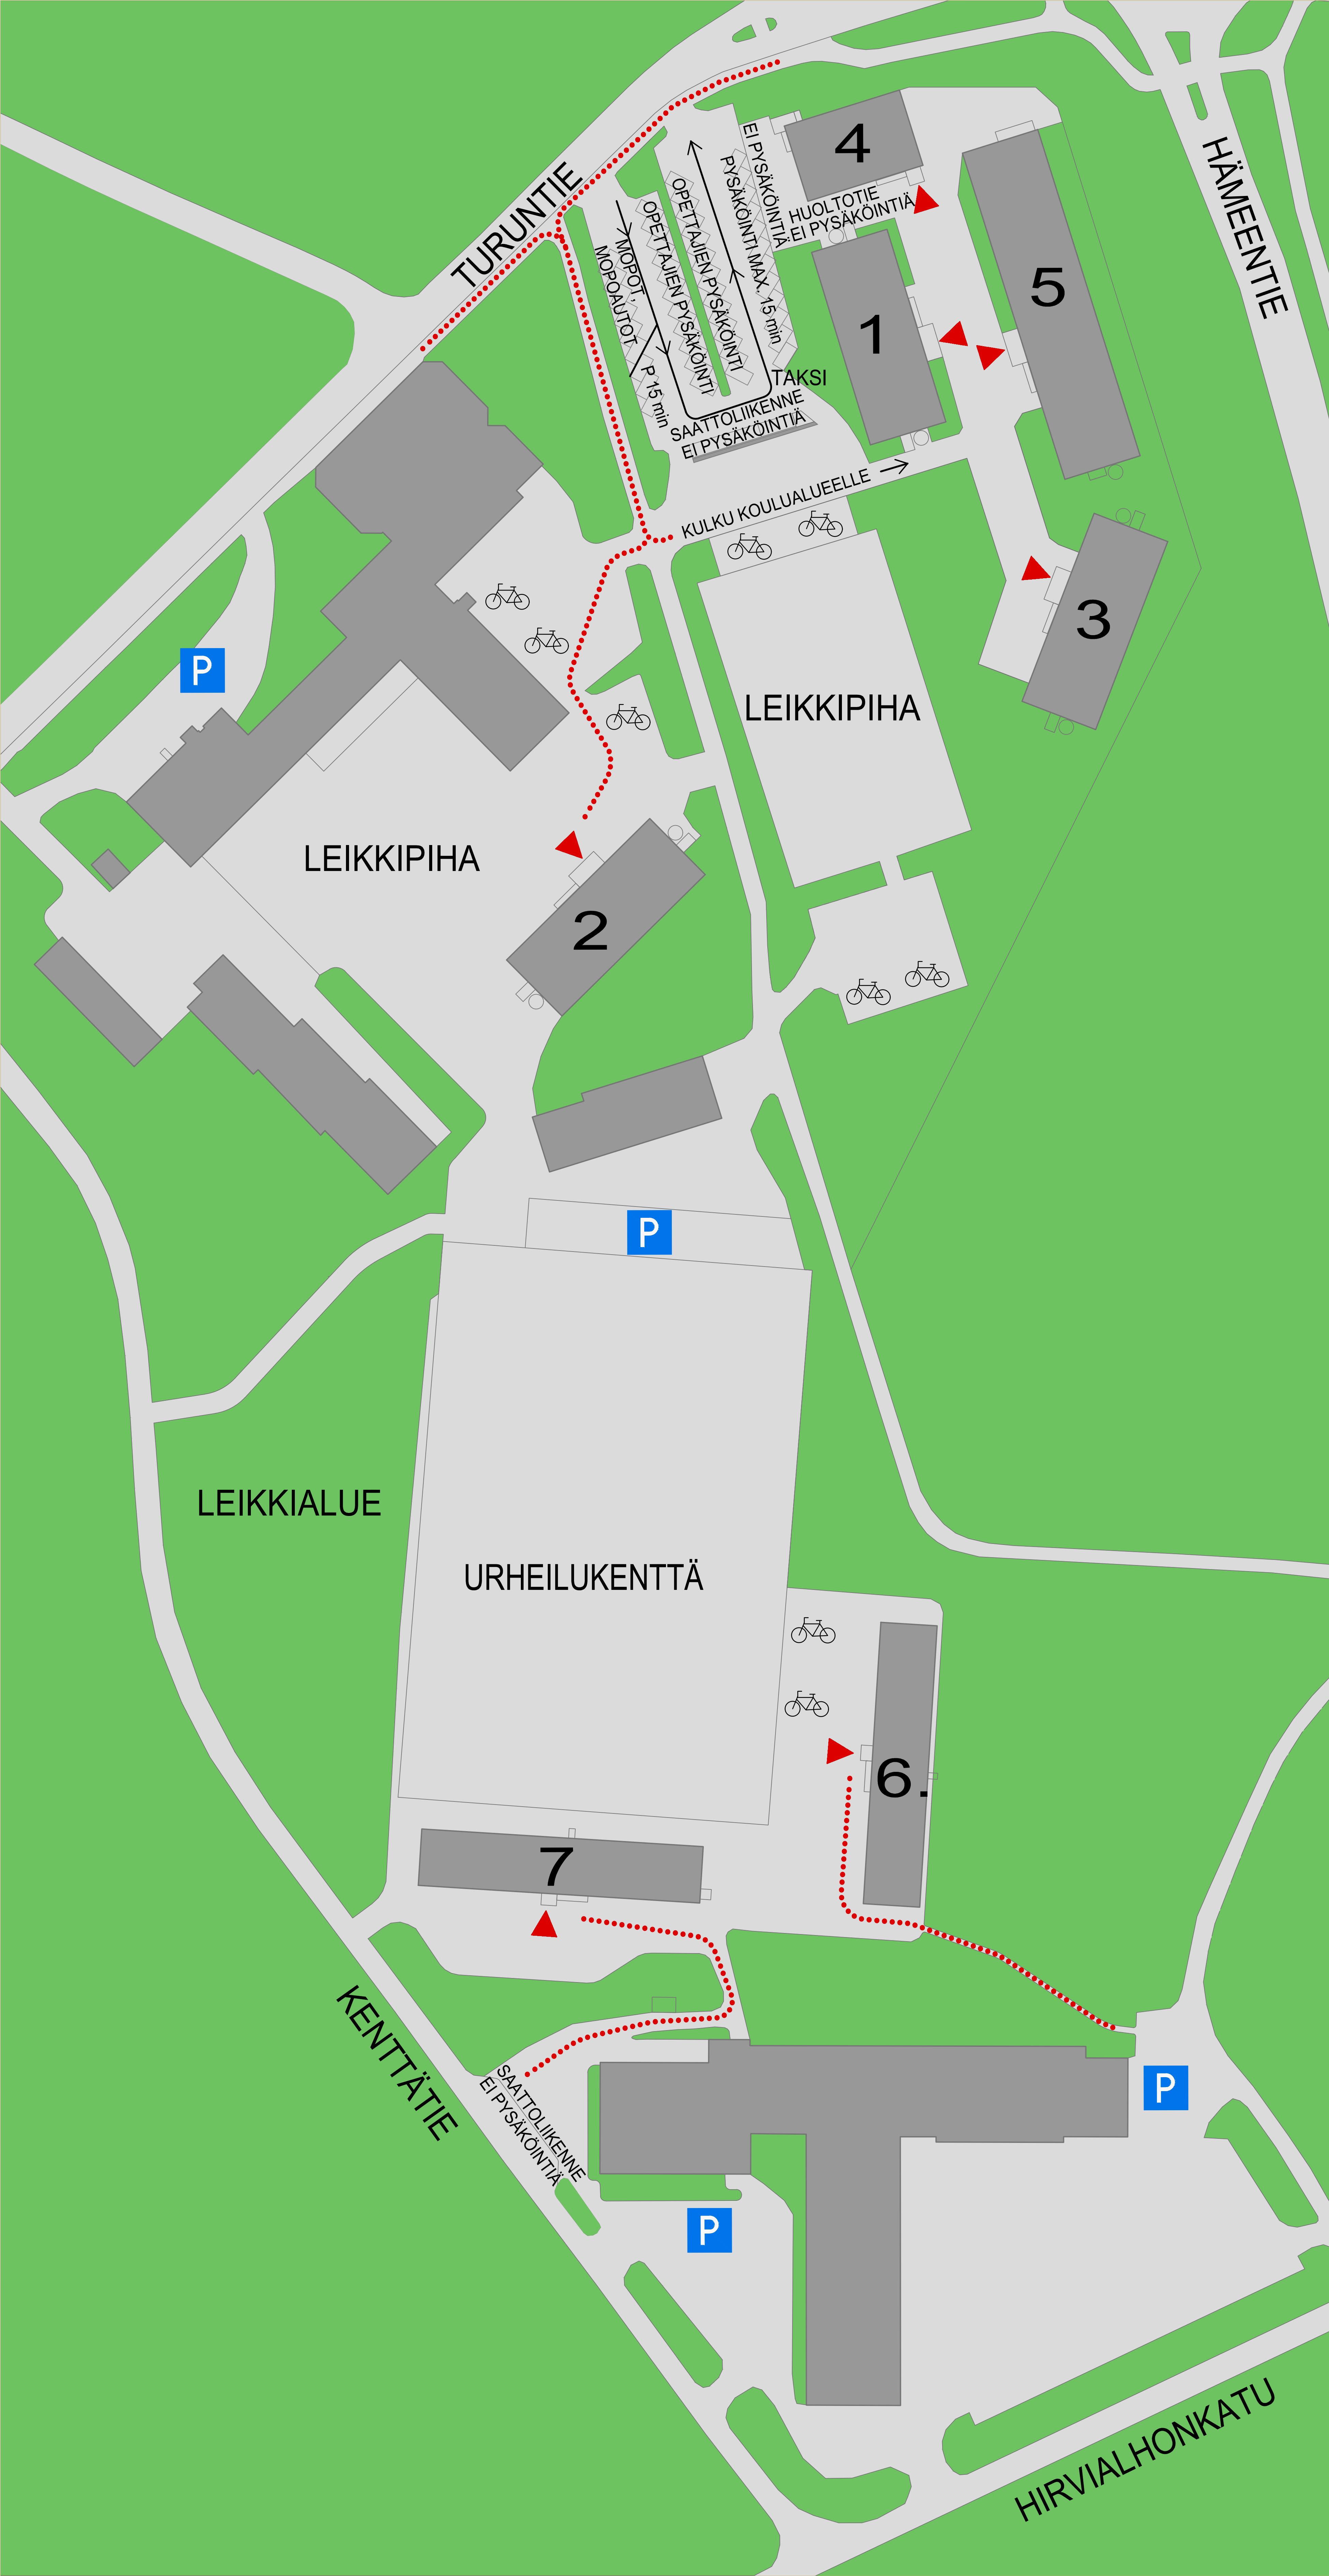 TURUNTIE
HÄMEENTIE
4
EI PYSÄKÖINTIÄ
PYSÄKÖINTI MAX. 15 min
OPETTAJIEN PYSÄKÖINTI
OPETTAJIEN PYSÄKÖINTI
MOPOT,
MOPOAUTOT
P 15 min
HUOLTOTIE
EI PYSÄKÖINTIÄ
5
1
TAKSI
SAATTOLIIKENNE
EI PYSÄKÖINTIÄ
KULKU KOULUALUEELLE
3
P
LEIKKIPIHA
LEIKKIPIHA
2
P
LEIKKIALUE
URHEILUKENTTÄ
6.
7
KENTTÄTIE
SAATTOLIIKENNE
EI PYSÄKÖINTIÄ
P
P
HIRVIALHONKATU